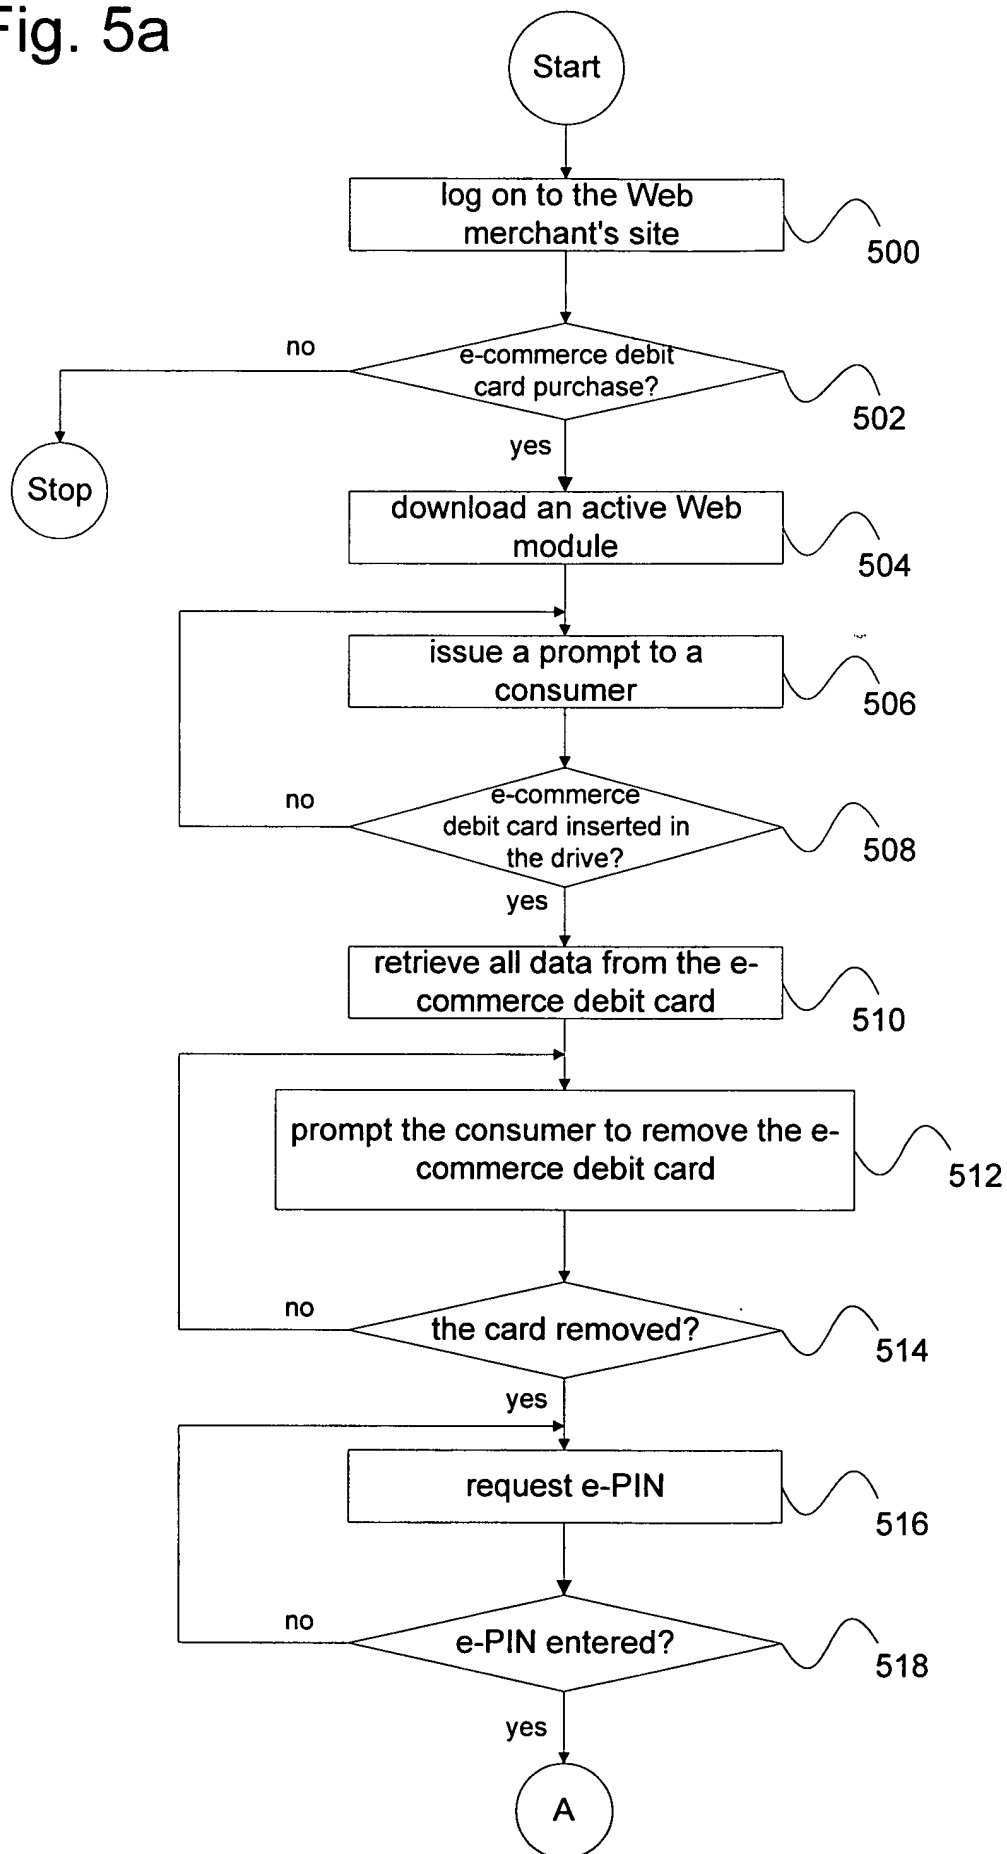 Fig. 5a
Start
log on to the Web
merchant's site
500
no
e-commerce debit
card purchase?
502
yes
Stop
download an active Web
module
504
issue a prompt to a
consumer
506
no
e-commerce
debit card inserted in
the drive?
508
yes
retrieve all data from the e-
commerce debit card
510
prompt the consumer to remove the e-
commerce debit card
512
no
the card removed?
514
yes
request e-PIN
516
no
e-PIN entered?
518
yes
A